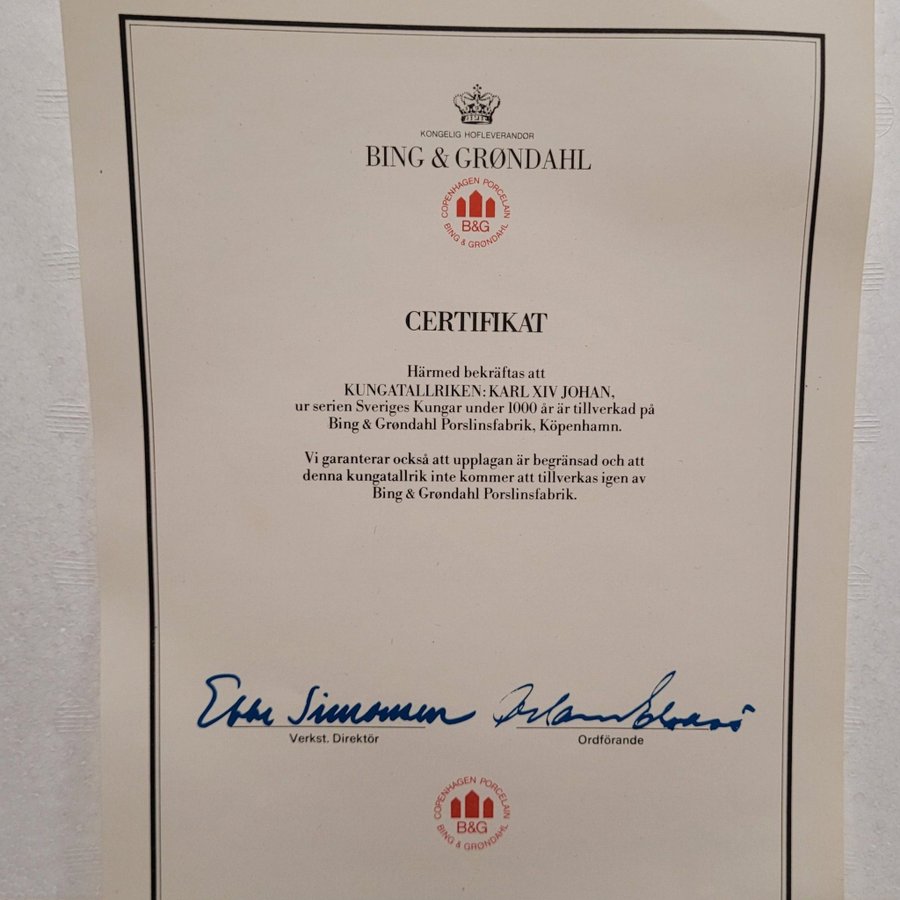 KONGELIG HOFLEVERANDØR
BING & GRØNDAHL
COPENHAGEN PORCELAIN
B&G
BING & GRØNDAHL
CERTIFIKAT
Härmed bekräftas att
KUNGATALLRIKEN: KARL XIV JOHAN,
ur serien Sveriges Kungar under 1000 år är tillverkad på
Bing & Grøndahl Porslinsfabrik, Köpenhamn.
Vi garanterar också att upplagan är begränsad och att
denna kungatallrik inte kommer att tillverkas igen av
Bing & Grøndahl Porslinsfabrik.
Ebbe Simonsen
Verkst. Direktör
Ordförande
COPENHAGEN PORCELAIN
B&G
BING & GRØNDAHL